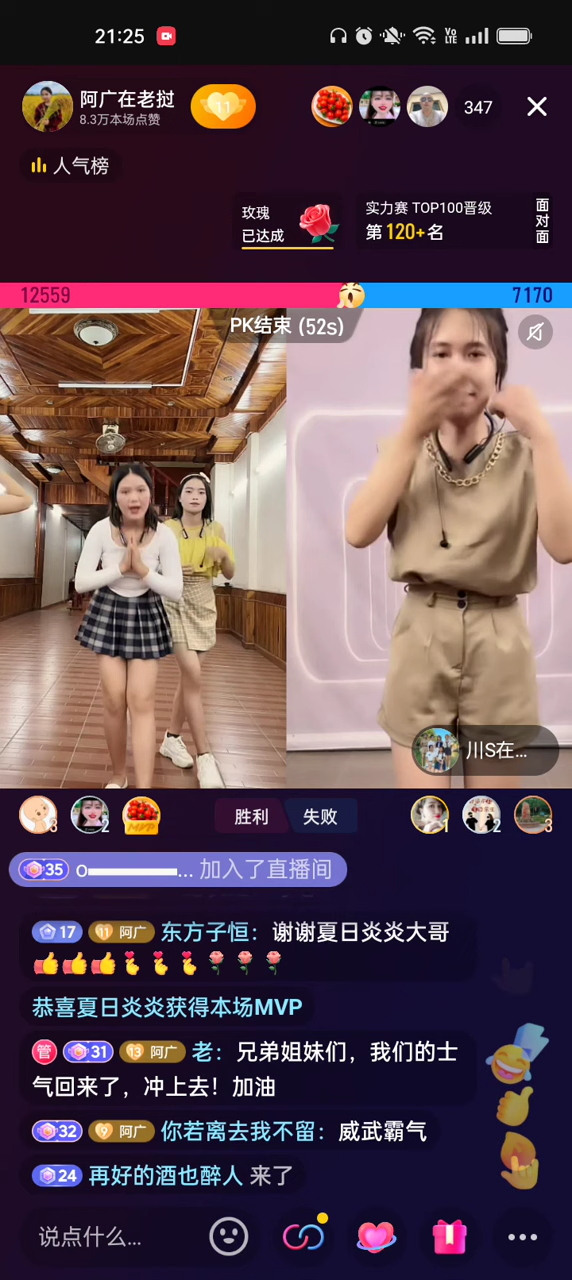 21:25
Vo
LTE
阿广在老挝
8.3万本场点赞
11
347
人气榜
玫瑰
已达成
实力赛 TOP100晋级
第120+名
面对面
12559
7170
PK结束 (52s)
川S在...
3
2
MVP
胜利
失败
1
2
3
35 o... 加入了直播间
17 11 阿广 东方子恒：谢谢夏日炎炎大哥
👍👍👍🫰🫰🫰🌹🌹🌹
恭喜夏日炎炎获得本场MVP
管 31 13 阿广 老：兄弟姐妹们，我们的士
气回来了，冲上去！加油
32 9 阿广 你若离去我不留：威武霸气
24 再好的酒也醉人 来了
说点什么...